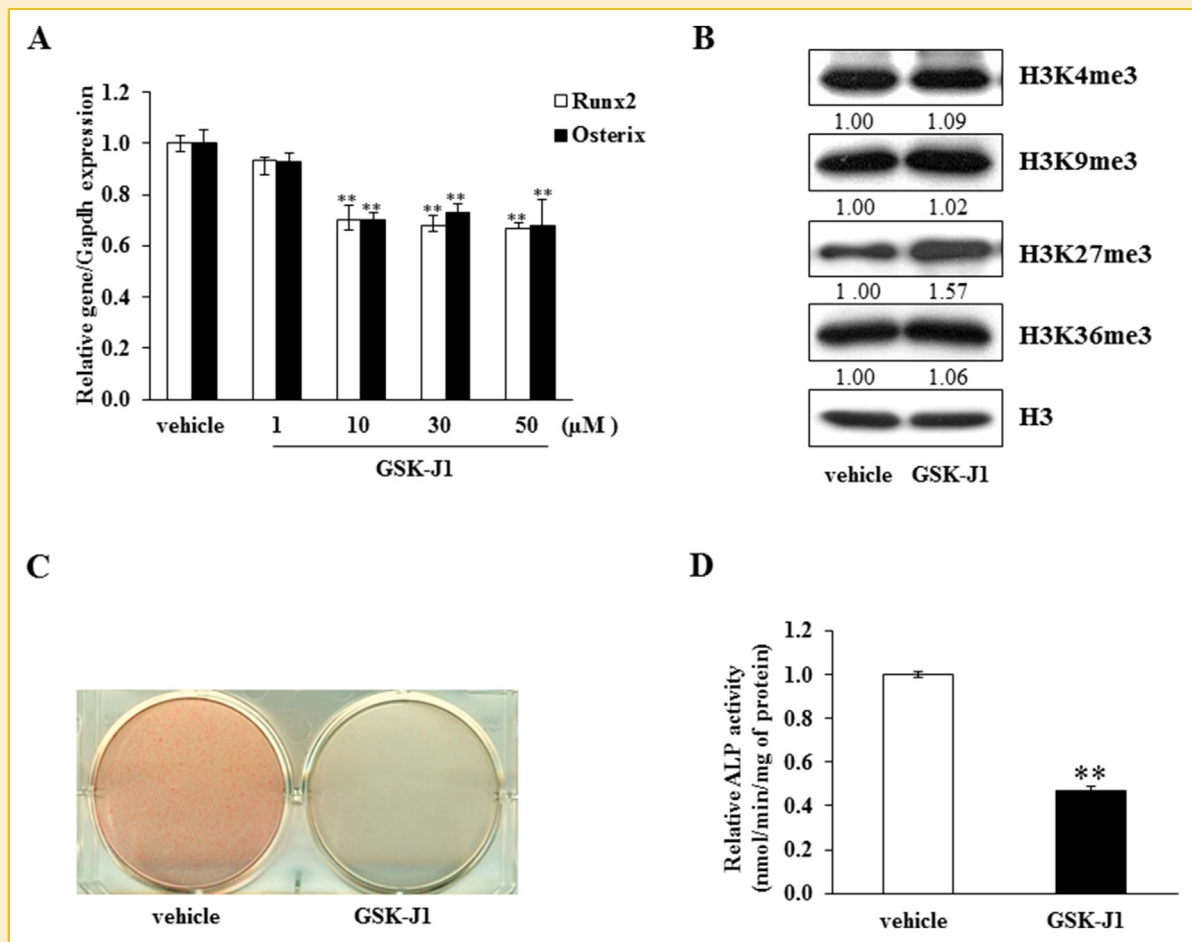 A
Relative gene/Gapdh expression
1.2
1.0
0.8
0.6
0.4
0.2
0.0
Runx2
Osterix
** **
** **
** **
vehicle 1 10 30 50 (µM )
GSK-J1
B
H3K4me3
1.00 1.09
H3K9me3
1.00 1.02
H3K27me3
1 .00 1.57
H3K36me3
1.00 1.06
H3
vehicle GSK-J1
C
vehicle GSK-J1
D
Relative ALP activity
(nmol/min/mg of protein)
1.2
1.0
0.8
0.6
0.4
0.2
0.0
**
vehicle GSK-J1